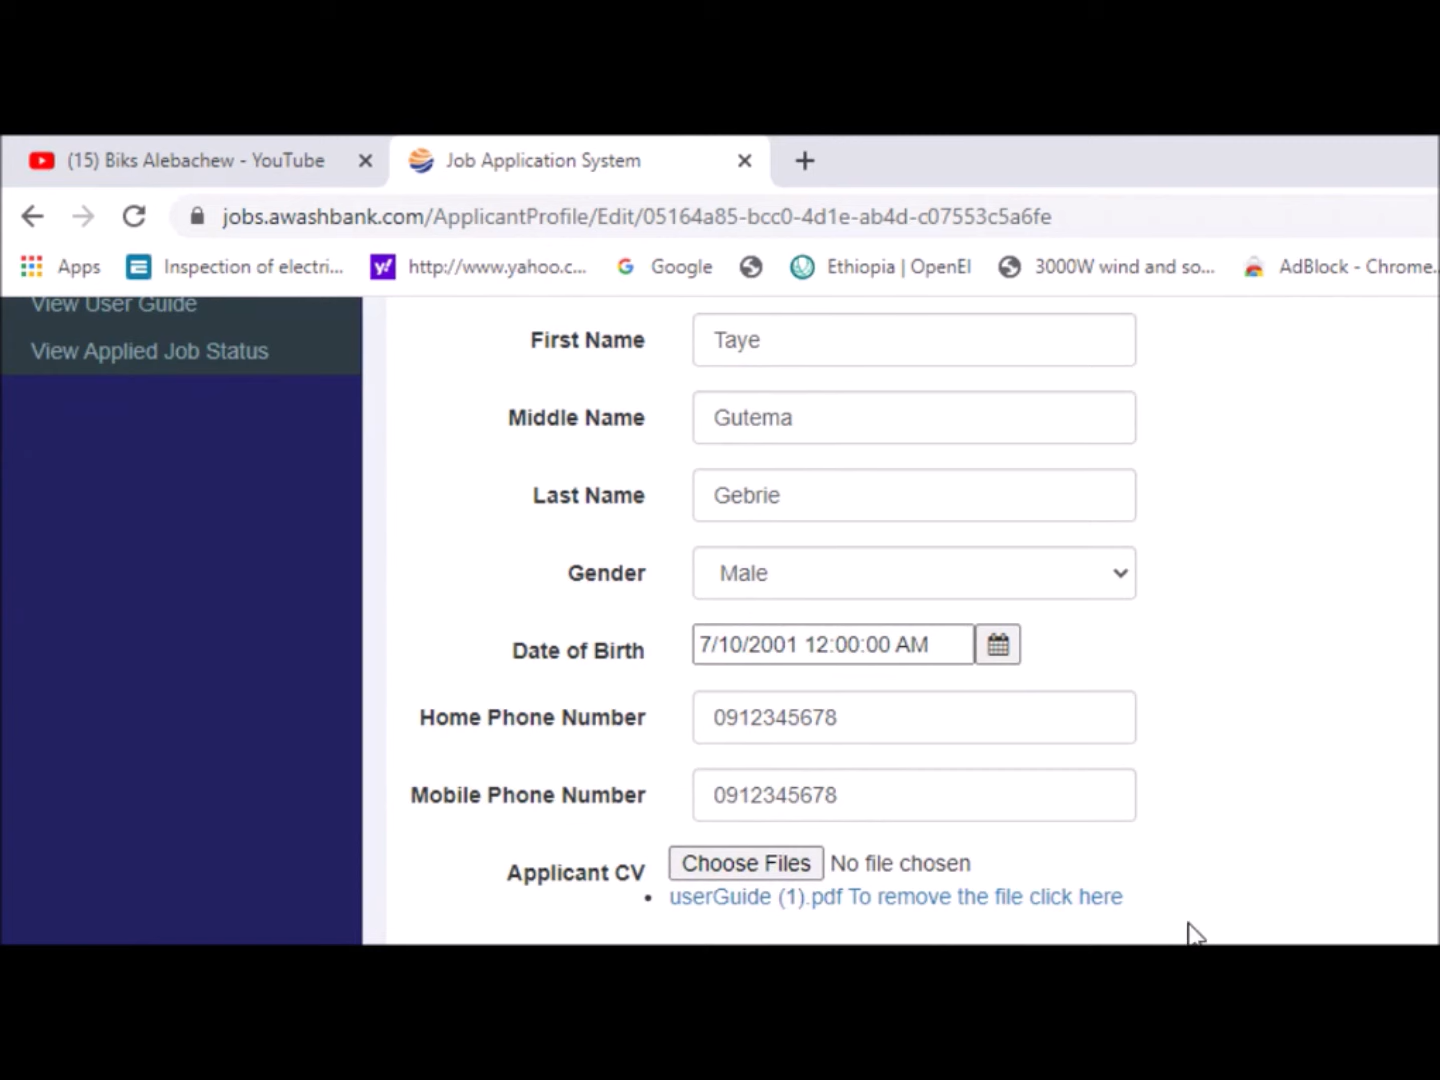 (15) Biks Alebachew - YouTube
Job Application System
jobs.awashbank.com/ApplicantProfile/Edit/05164a85-bcc0-4d1e-ab4d-c07553c5a6fe
Apps
Inspection of electri...
http://www.yahoo.c...
Google
Ethiopia | OpenEI
3000W wind and so...
AdBlock - Chrome...
View User Guide
View Applied Job Status
First Name Taye
Middle Name Gutema
Last Name Gebrie
Gender Male
Date of Birth 7/10/2001 12:00:00 AM
Home Phone Number 0912345678
Mobile Phone Number 0912345678
Applicant CV Choose Files No file chosen
• userGuide (1).pdf To remove the file click here